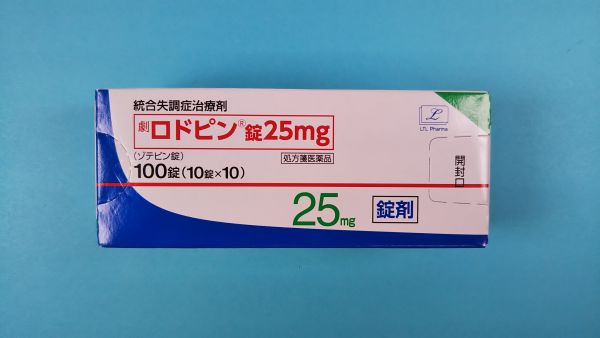 統合失調症治療剤
劇 ロドピン®錠25mg
(ゾテピン錠)
処方箋医薬品
100錠(10錠×10)
25mg
錠剤
L
LTL Pharma
開封口